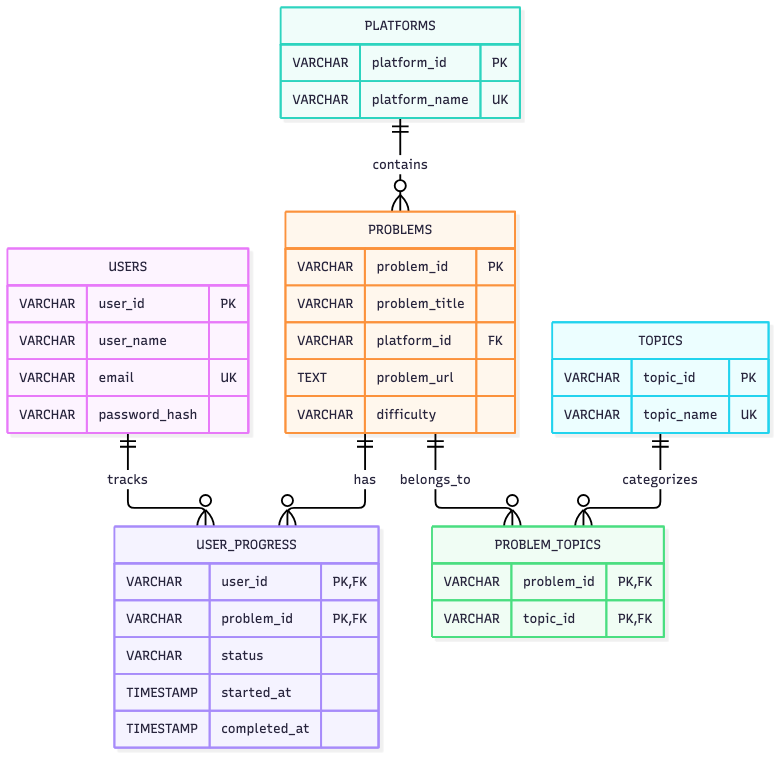 PLATFORMS
VARCHAR platform_id PK
VARCHAR platform_name UK
contains
PROBLEMS
VARCHAR problem_id PK
VARCHAR problem_title
VARCHAR platform_id FK
TEXT problem_url
VARCHAR difficulty
USERS
VARCHAR user_id PK
VARCHAR user_name
VARCHAR email UK
VARCHAR password_hash
TOPICS
VARCHAR topic_id PK
VARCHAR topic_name UK
tracks
has
belongs_to
categorizes
USER_PROGRESS
VARCHAR user_id PK,FK
VARCHAR problem_id PK,FK
VARCHAR status
TIMESTAMP started_at
TIMESTAMP completed_at
PROBLEM_TOPICS
VARCHAR problem_id PK,FK
VARCHAR topic_id PK,FK